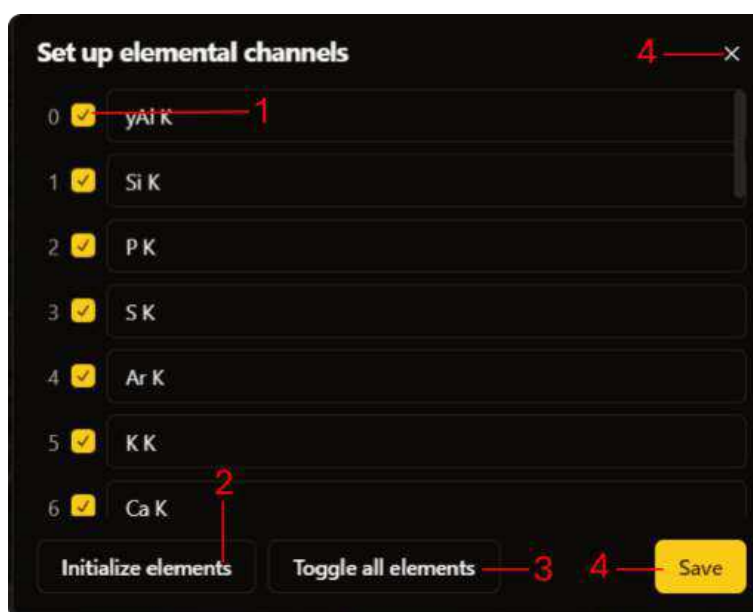 Set up elemental channels 4 ×
0 yAl K 1
1 Si K
2 P K
3 S K
4 Ar K
5 K K
6 Ca K
2
Initialize elements Toggle all elements 3 4 Save